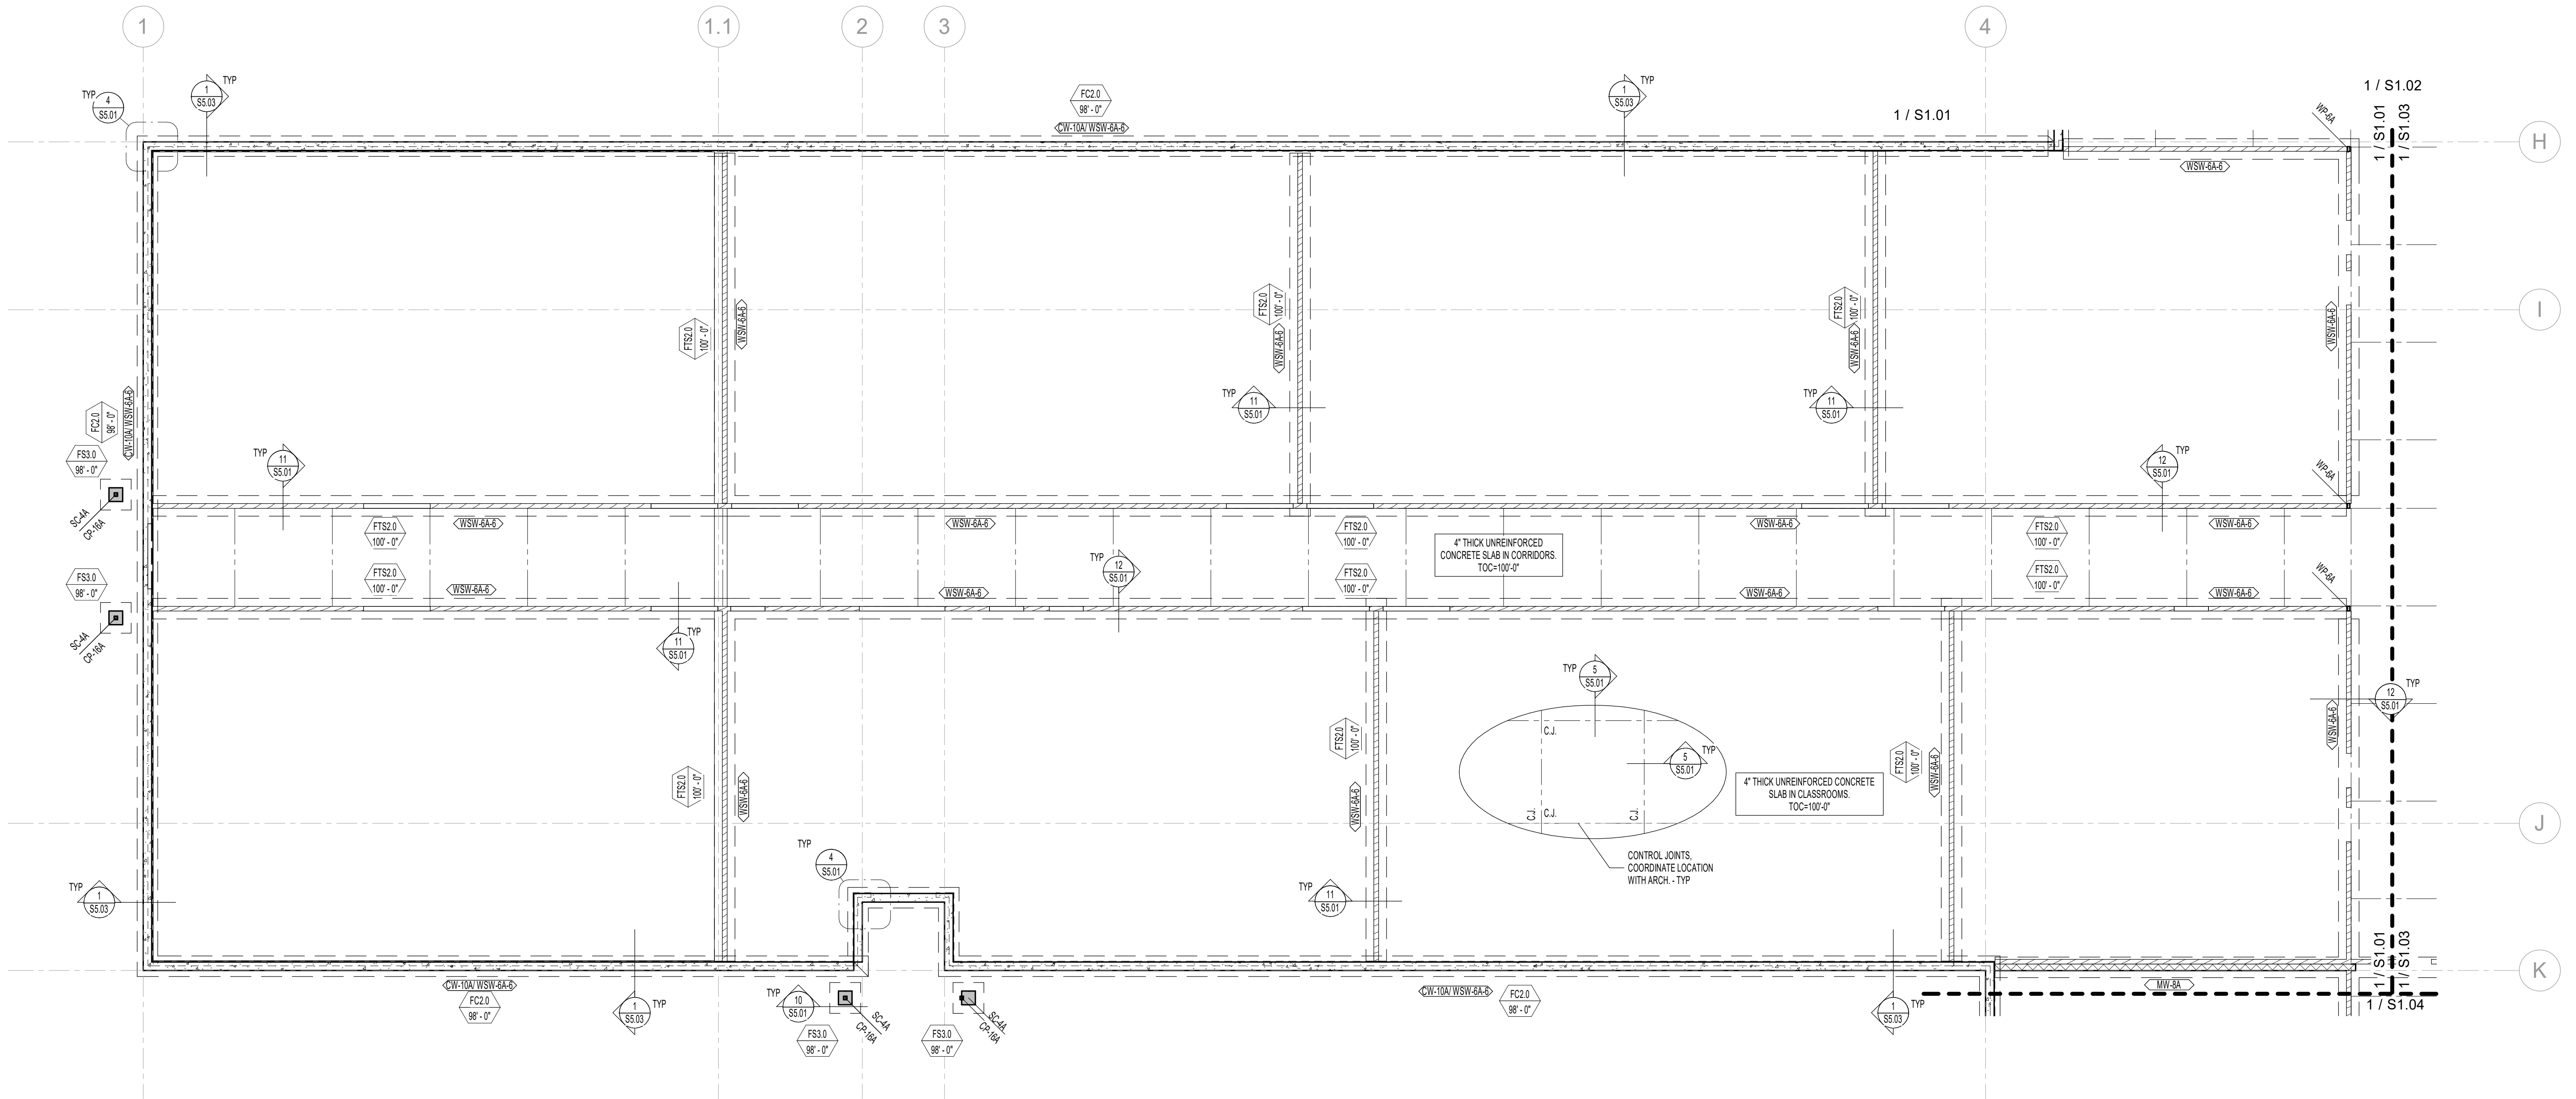 1
1.1
2
3
4
1 / S1.02
TYP
1
S5.03
TYP
4
S5.01
FC2.0
98' - 0"
CW-10A/ WSW-6A-6
1
S5.03
TYP
1 / S1.01
WP-6A
1 / S1.01
1 / S1.03
H
WSW-6A-6
I
FTS2.0
100' - 0"
WSW-6A-6
FTS2.0
100' - 0"
WSW-6A-6
FTS2.0
100' - 0"
WSW-6A-6
WSW-6A-6
FC2.0
98' - 0"
CW-10A/ WSW-6A-6
TYP
11
S5.01
TYP
11
S5.01
FS3.0
98' - 0"
TYP
11
S5.01
12
S5.01
TYP
WP-6A
SC-4A
CP-16A
FTS2.0
100' - 0"
WSW-6A-6
WSW-6A-6
FTS2.0
100' - 0"
WSW-6A-6
FTS2.0
100' - 0"
WSW-6A-6
4" THICK UNREINFORCED
CONCRETE SLAB IN CORRIDORS.
TOC=100'-0"
FS3.0
98' - 0"
FTS2.0
100' - 0"
WSW-6A-6
TYP
12
S5.01
WSW-6A-6
FTS2.0
100' - 0"
WSW-6A-6
FTS2.0
100' - 0"
WSW-6A-6
WP-6A
SC-4A
CP-16A
11
S5.01
TYP
TYP
5
S5.01
12
S5.01
TYP
FTS2.0
100' - 0"
WSW-6A-6
FTS2.0
100' - 0"
WSW-6A-6
C.J.
5
S5.01
TYP
C.J.
C.J.
C.J.
4" THICK UNREINFORCED CONCRETE
SLAB IN CLASSROOMS.
TOC=100'-0"
FTS2.0
100' - 0"
WSW-6A-6
WSW-6A-6
J
CONTROL JOINTS,
COORDINATE LOCATION
WITH ARCH. - TYP
TYP
4
S5.01
TYP
1
S5.03
TYP
11
S5.01
K
1 / S1.01
1 / S1.03
CW-10A/ WSW-6A-6
FC2.0
98' - 0"
1
S5.03
TYP
TYP
10
S5.01
SC-4A
CP-16A
FS3.0
98' - 0"
SC-4A
CP-16A
FS3.0
98' - 0"
CW-10A/ WSW-6A-6
FC2.0
98' - 0"
1
S5.03
TYP
MW-8A
1 / S1.04